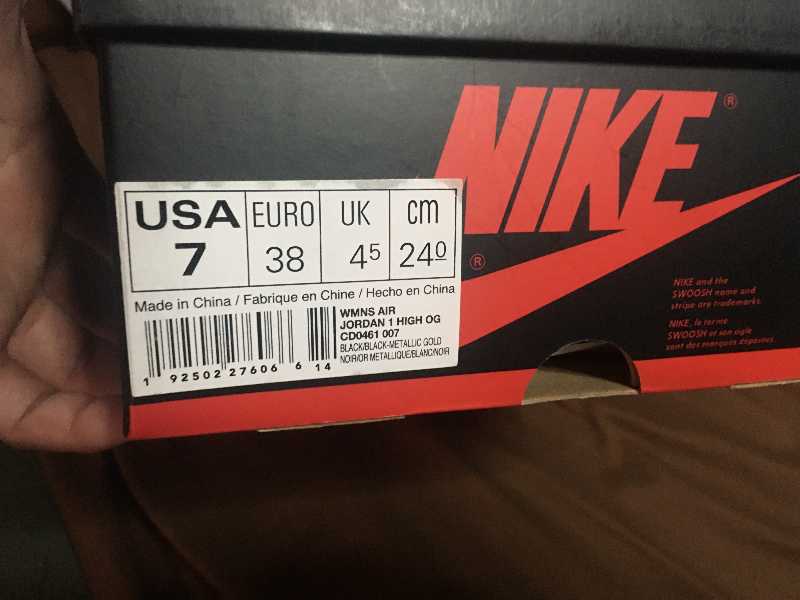 NIKE®
®
USA EURO UK cm
7 38 4⁵ 24⁰
Made in China / Fabrique en Chine / Hecho en China
WMNS AIR
JORDAN 1 HIGH OG
CD0461 007
BLACK/BLACK-METALLIC GOLD
NOIR/OR METALLIQUE/BLANC/NOIR
1 92502 27606 6 14
NIKE and the
SWOOSH name and
stripe are trademarks.
NIKE, le terme
SWOOSH et son aigle
sont des marques déposées.